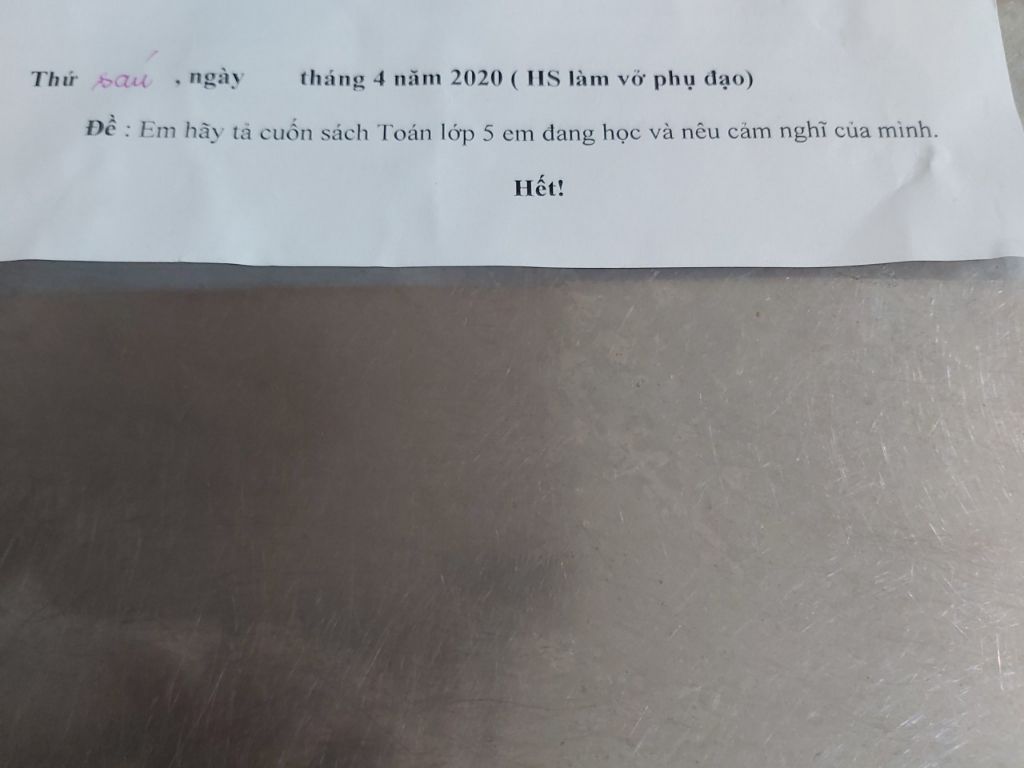 Thứ sáu , ngày tháng 4 năm 2020 ( HS làm vở phụ đạo)
Đề : Em hãy tả cuốn sách Toán lớp 5 em đang học và nêu cảm nghĩ của mình.
Hết!